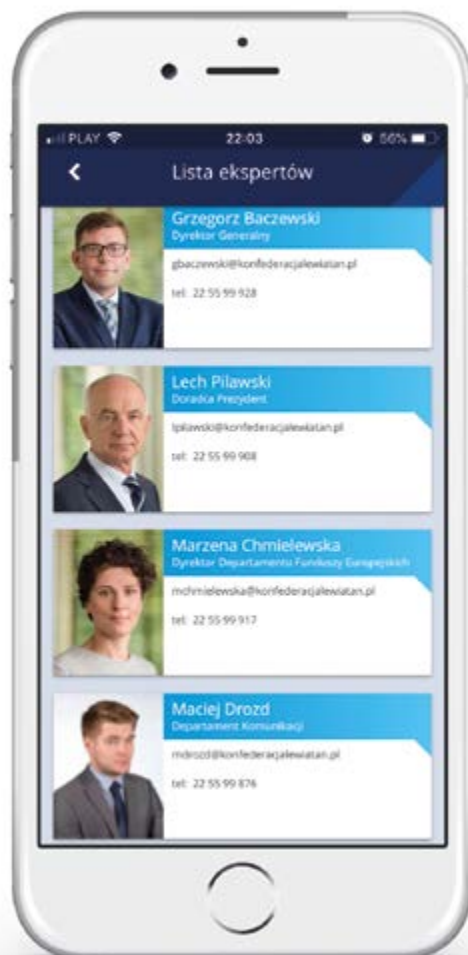 PLAY 22:03 56%
Lista ekspertów
Grzegorz Baczewski
Dyrektor Generalny
gbaczewski@konfederacjalewiatan.pl
tel: 22 55 99 928
Lech Pilawski
Doradca Prezydent
lpilawski@konfederacjalewiatan.pl
tel: 22 55 99 908
Marzena Chmielewska
Dyrektor Departamentu Funduszy Europejskich
mchmielewska@konfederacjalewiatan.pl
tel: 22 55 99 917
Maciej Drozd
Departament Komunikacji
mdrozd@konfederacjalewiatan.pl
tel: 22 55 99 876